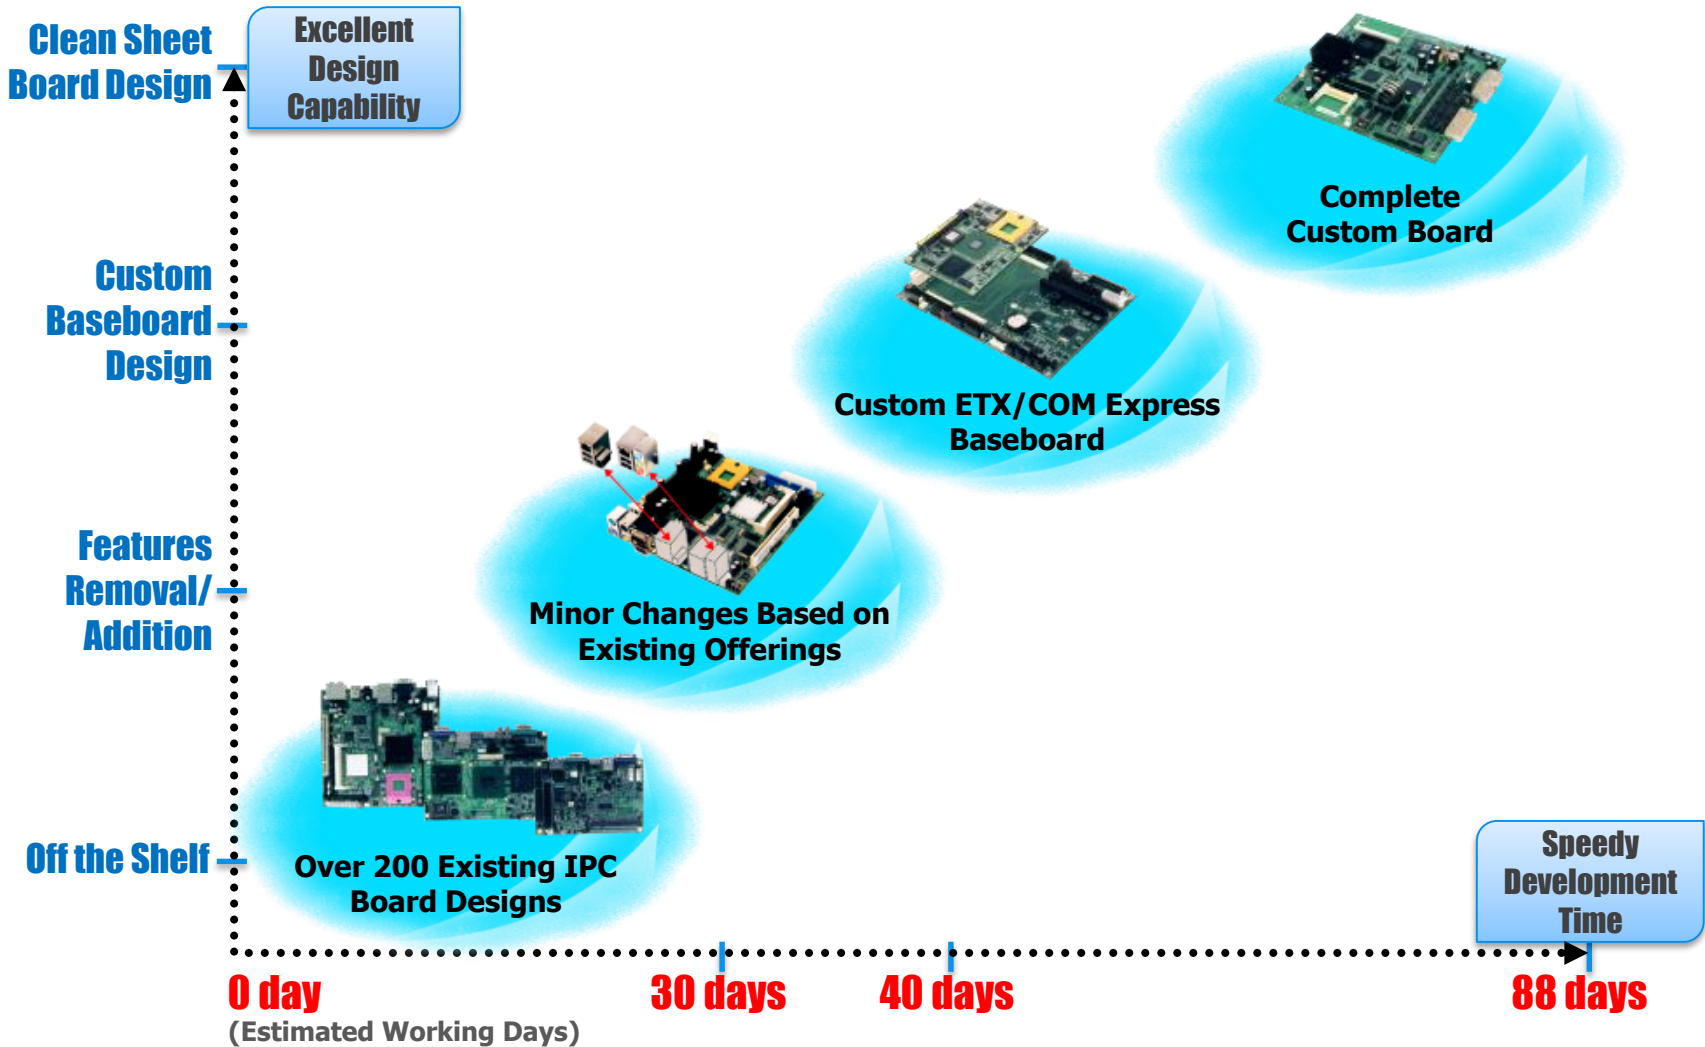 Clean Sheet
Board Design
Excellent
Design
Capability
Complete
Custom Board
Custom
Baseboard
Design
Custom ETX/COM Express
Baseboard
Features
Removal/
Addition
Minor Changes Based on
Existing Offerings
Off the Shelf
Over 200 Existing IPC
Board Designs
Speedy
Development
Time
0 day
30 days
40 days
88 days
(Estimated Working Days)